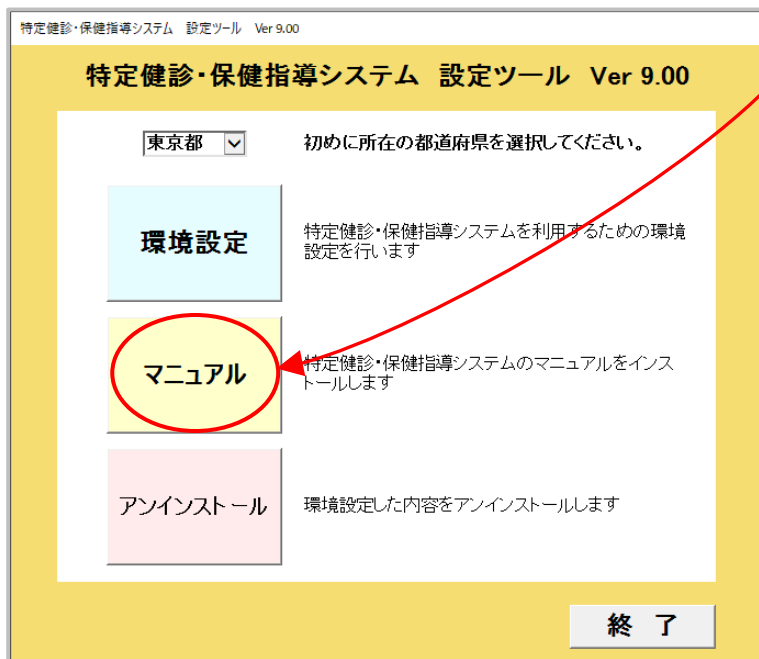 特定健診・保健指導システム　設定ツール　Ver 9.00
特定健診・保健指導システム　設定ツール　Ver 9.00
東京都
初めに所在の都道府県を選択してください。
環境設定
特定健診・保健指導システムを利用するための環境
設定を行います
マニュアル
特定健診・保健指導システムのマニュアルをインス
トールします
アンインストール
環境設定した内容をアンインストールします
終　了